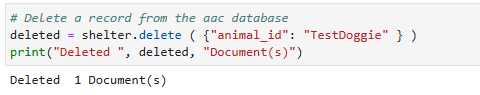 # Delete a record from the aac database
deleted = shelter.delete ( {"animal_id": "TestDoggie" } )
print("Deleted ", deleted, "Document(s)")
Deleted  1 Document(s)